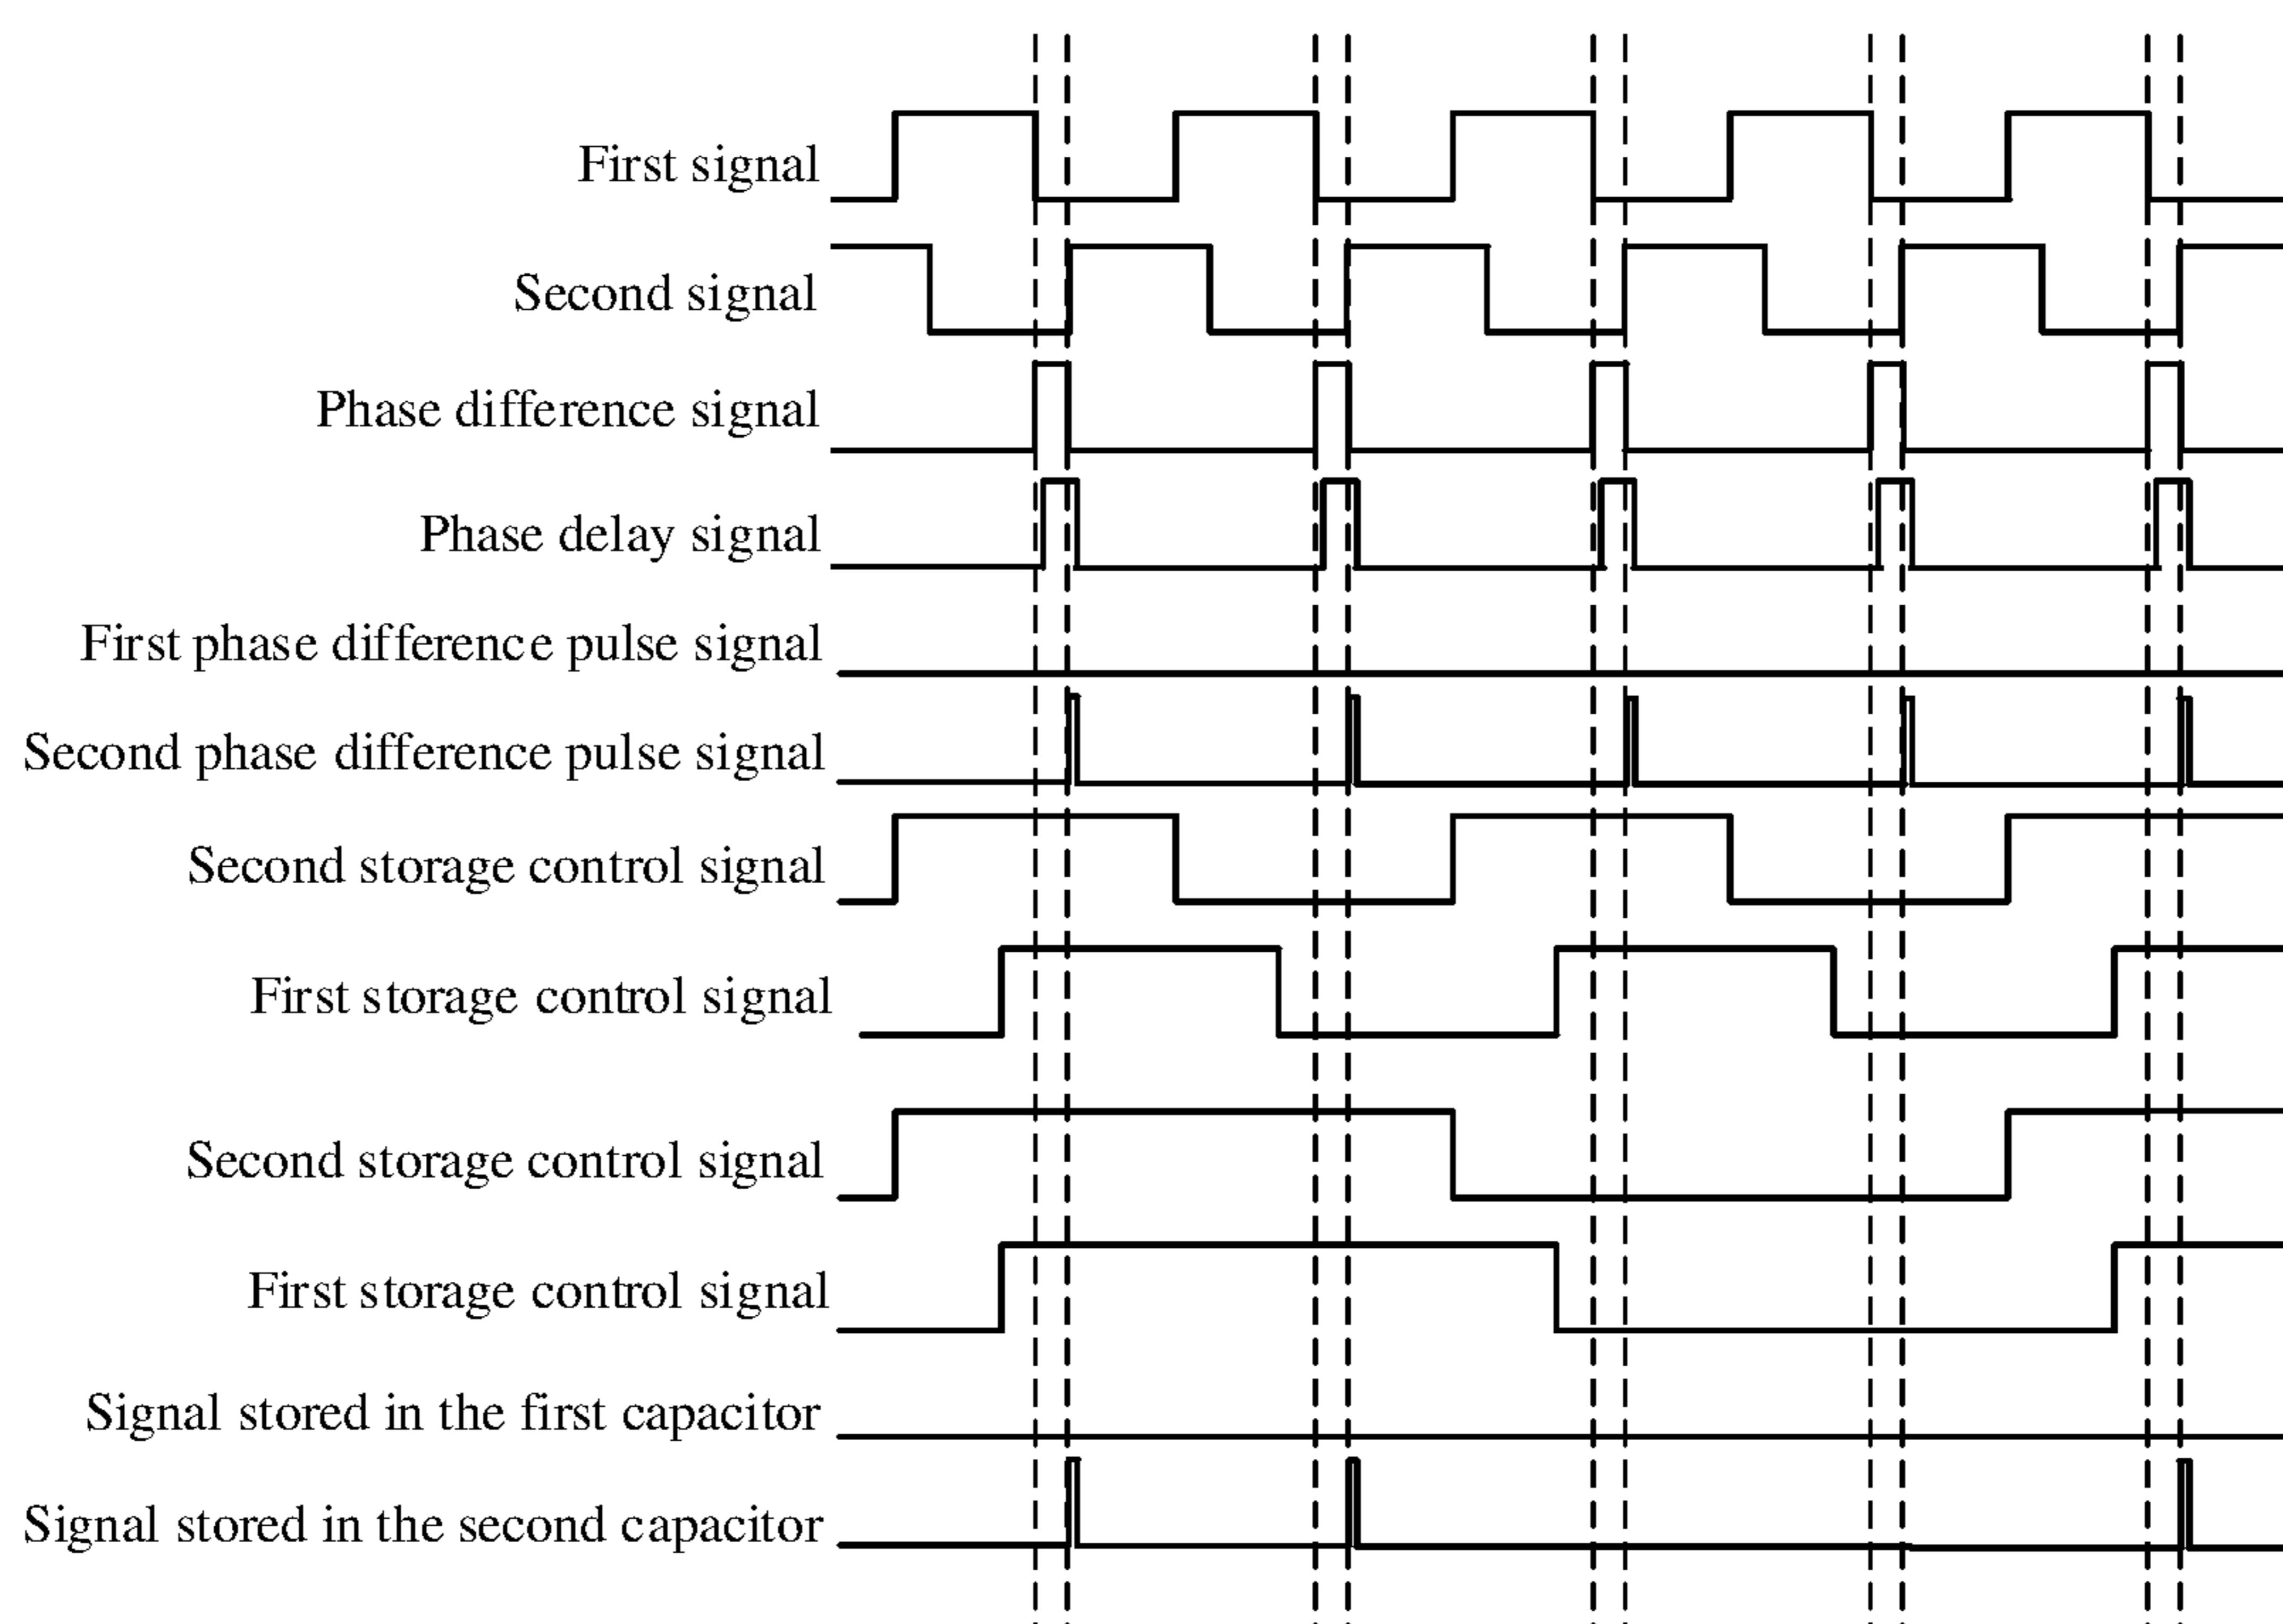 First signal
Second signal
Phase difference signal
Phase delay signal
First phase difference pulse signal
Second phase difference pulse signal
Second storage control signal
First storage control signal
Second storage control signal
First storage control signal
Signal stored in the first capacitor
Signal stored in the second capacitor